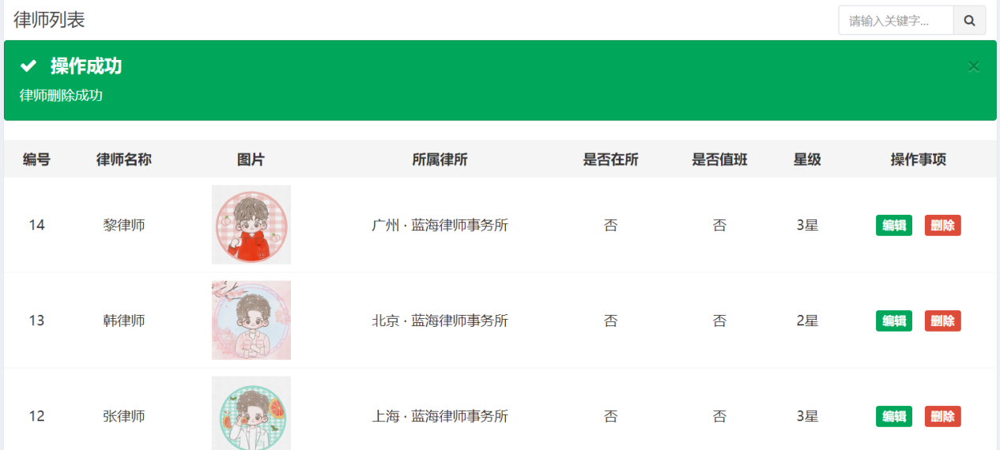 律师列表
请输入关键字...
操作成功
×
律师删除成功
编号 律师名称 图片 所属律所 是否在所 是否值班 星级 操作事项
14 黎律师 广州 · 蓝海律师事务所 否 否 3星 编辑 删除
13 韩律师 北京 · 蓝海律师事务所 否 否 2星 编辑 删除
12 张律师 上海 · 蓝海律师事务所 否 否 3星 编辑 删除